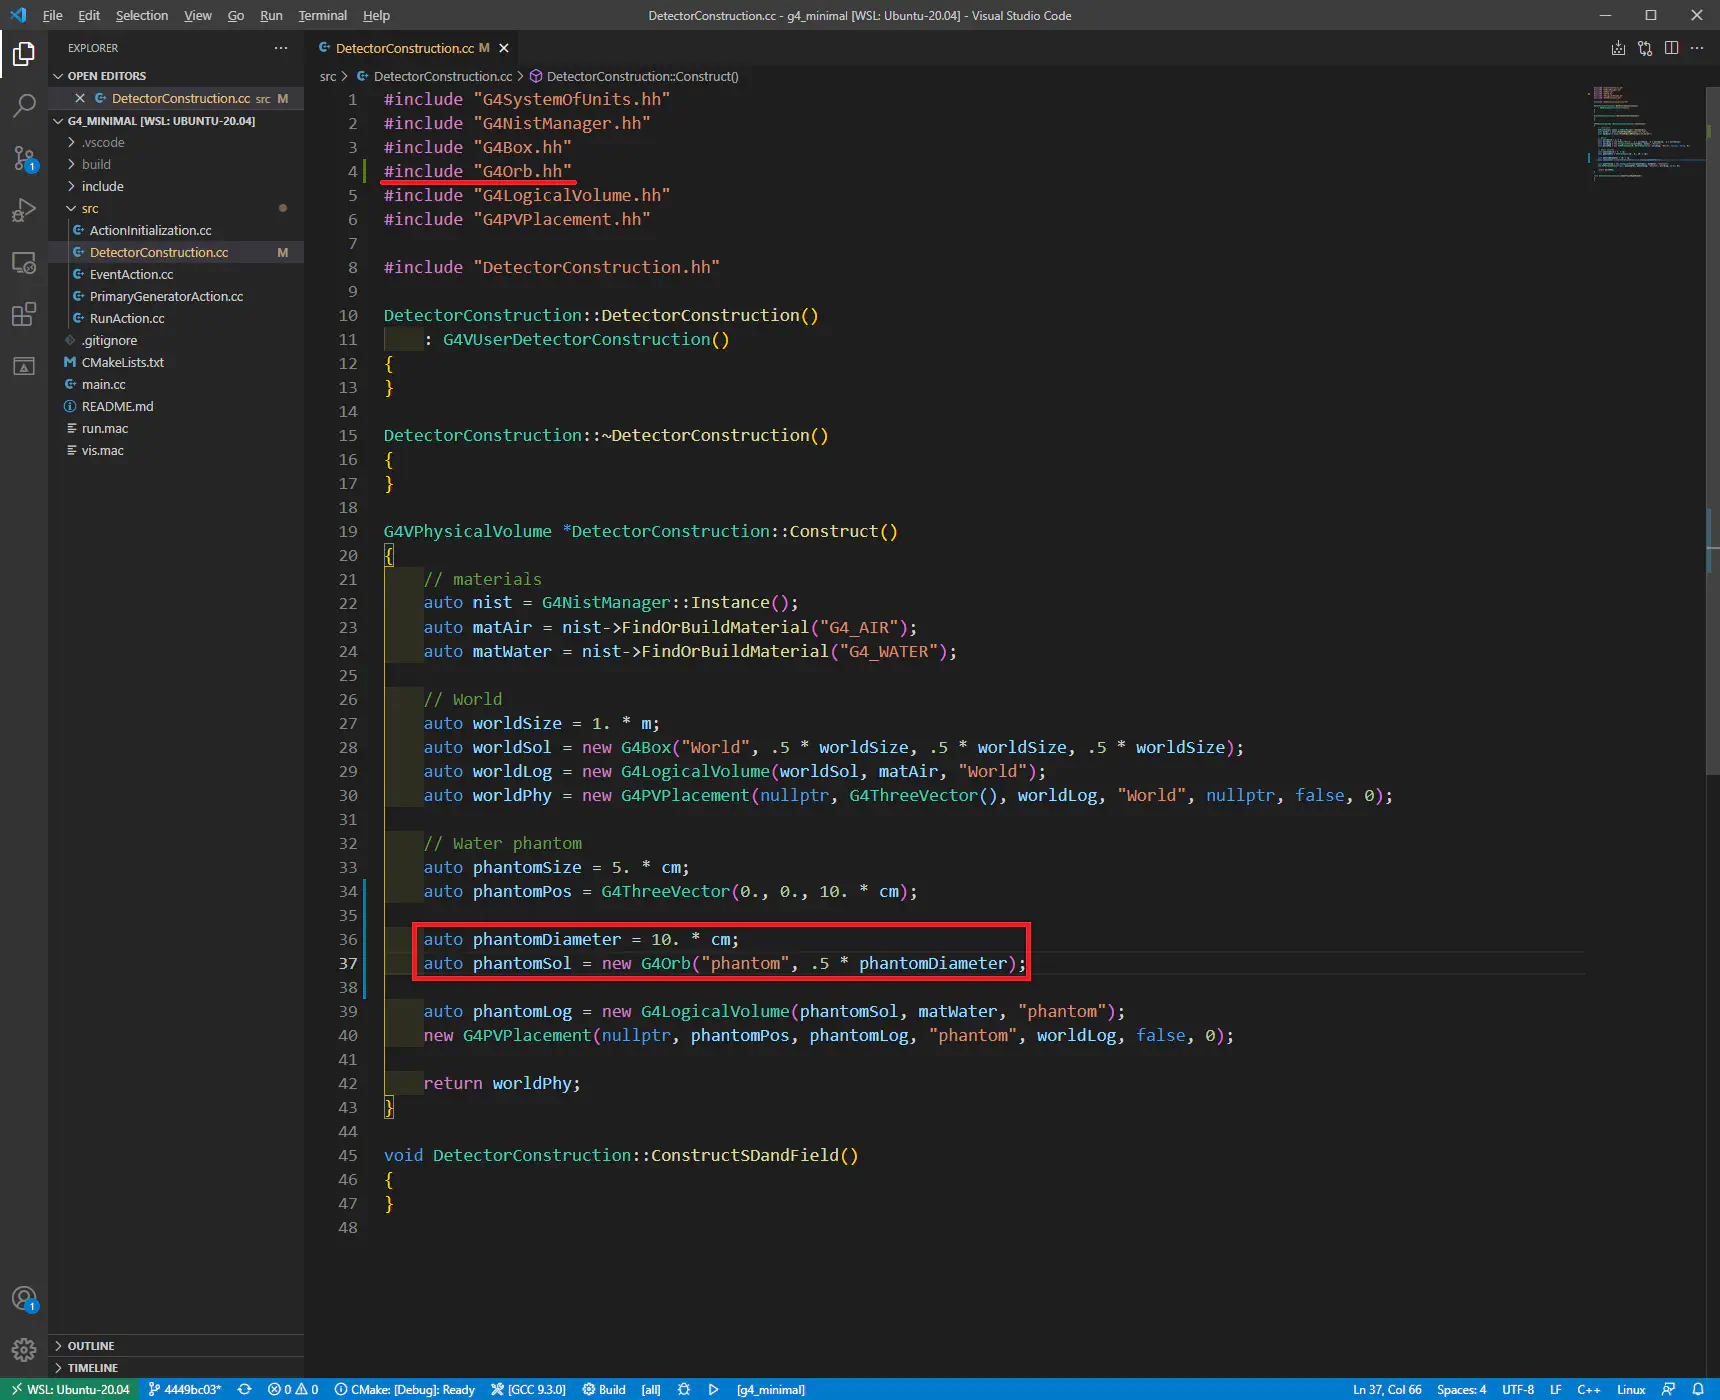 File Edit Selection View Go Run Terminal Help
DetectorConstruction.cc - g4_minimal [WSL: Ubuntu-20.04] - Visual Studio Code
EXPLORER
OPEN EDITORS
DetectorConstruction.cc src M
G4_MINIMAL [WSL: UBUNTU-20.04]
.vscode
build
include
src
ActionInitialization.cc
DetectorConstruction.cc M
EventAction.cc
PrimaryGeneratorAction.cc
RunAction.cc
.gitignore
CMakeLists.txt
main.cc
README.md
run.mac
vis.mac
OUTLINE
TIMELINE
1
1
DetectorConstruction.cc M
src > DetectorConstruction.cc > DetectorConstruction::Construct()
1 #include "G4SystemOfUnits.hh"
2 #include "G4NistManager.hh"
3 #include "G4Box.hh"
4 #include "G4Orb.hh"
5 #include "G4LogicalVolume.hh"
6 #include "G4PVPlacement.hh"
7
8 #include "DetectorConstruction.hh"
9
10 DetectorConstruction::DetectorConstruction()
11 : G4VUserDetectorConstruction()
12 {
13 }
14
15 DetectorConstruction::~DetectorConstruction()
16 {
17 }
18
19 G4VPhysicalVolume *DetectorConstruction::Construct()
20 {
21 // materials
22 auto nist = G4NistManager::Instance();
23 auto matAir = nist->FindOrBuildMaterial("G4_AIR");
24 auto matWater = nist->FindOrBuildMaterial("G4_WATER");
25
26 // World
27 auto worldSize = 1. * m;
28 auto worldSol = new G4Box("World", .5 * worldSize, .5 * worldSize, .5 * worldSize);
29 auto worldLog = new G4LogicalVolume(worldSol, matAir, "World");
30 auto worldPhy = new G4PVPlacement(nullptr, G4ThreeVector(), worldLog, "World", nullptr, false, 0);
31
32 // Water phantom
33 auto phantomSize = 5. * cm;
34 auto phantomPos = G4ThreeVector(0., 0., 10. * cm);
35
36 auto phantomDiameter = 10. * cm;
37 auto phantomSol = new G4Orb("phantom", .5 * phantomDiameter);
38
39 auto phantomLog = new G4LogicalVolume(phantomSol, matWater, "phantom");
40 new G4PVPlacement(nullptr, phantomPos, phantomLog, "phantom", worldLog, false, 0);
41
42 return worldPhy;
43 }
44
45 void DetectorConstruction::ConstructSDandField()
46 {
47 }
48
WSL: Ubuntu-20.04 4449bc03* 0 0 CMake: [Debug]: Ready [GCC 9.3.0] Build [all] [g4_minimal] Ln 37, Col 66 Spaces: 4 UTF-8 LF C++ Linux